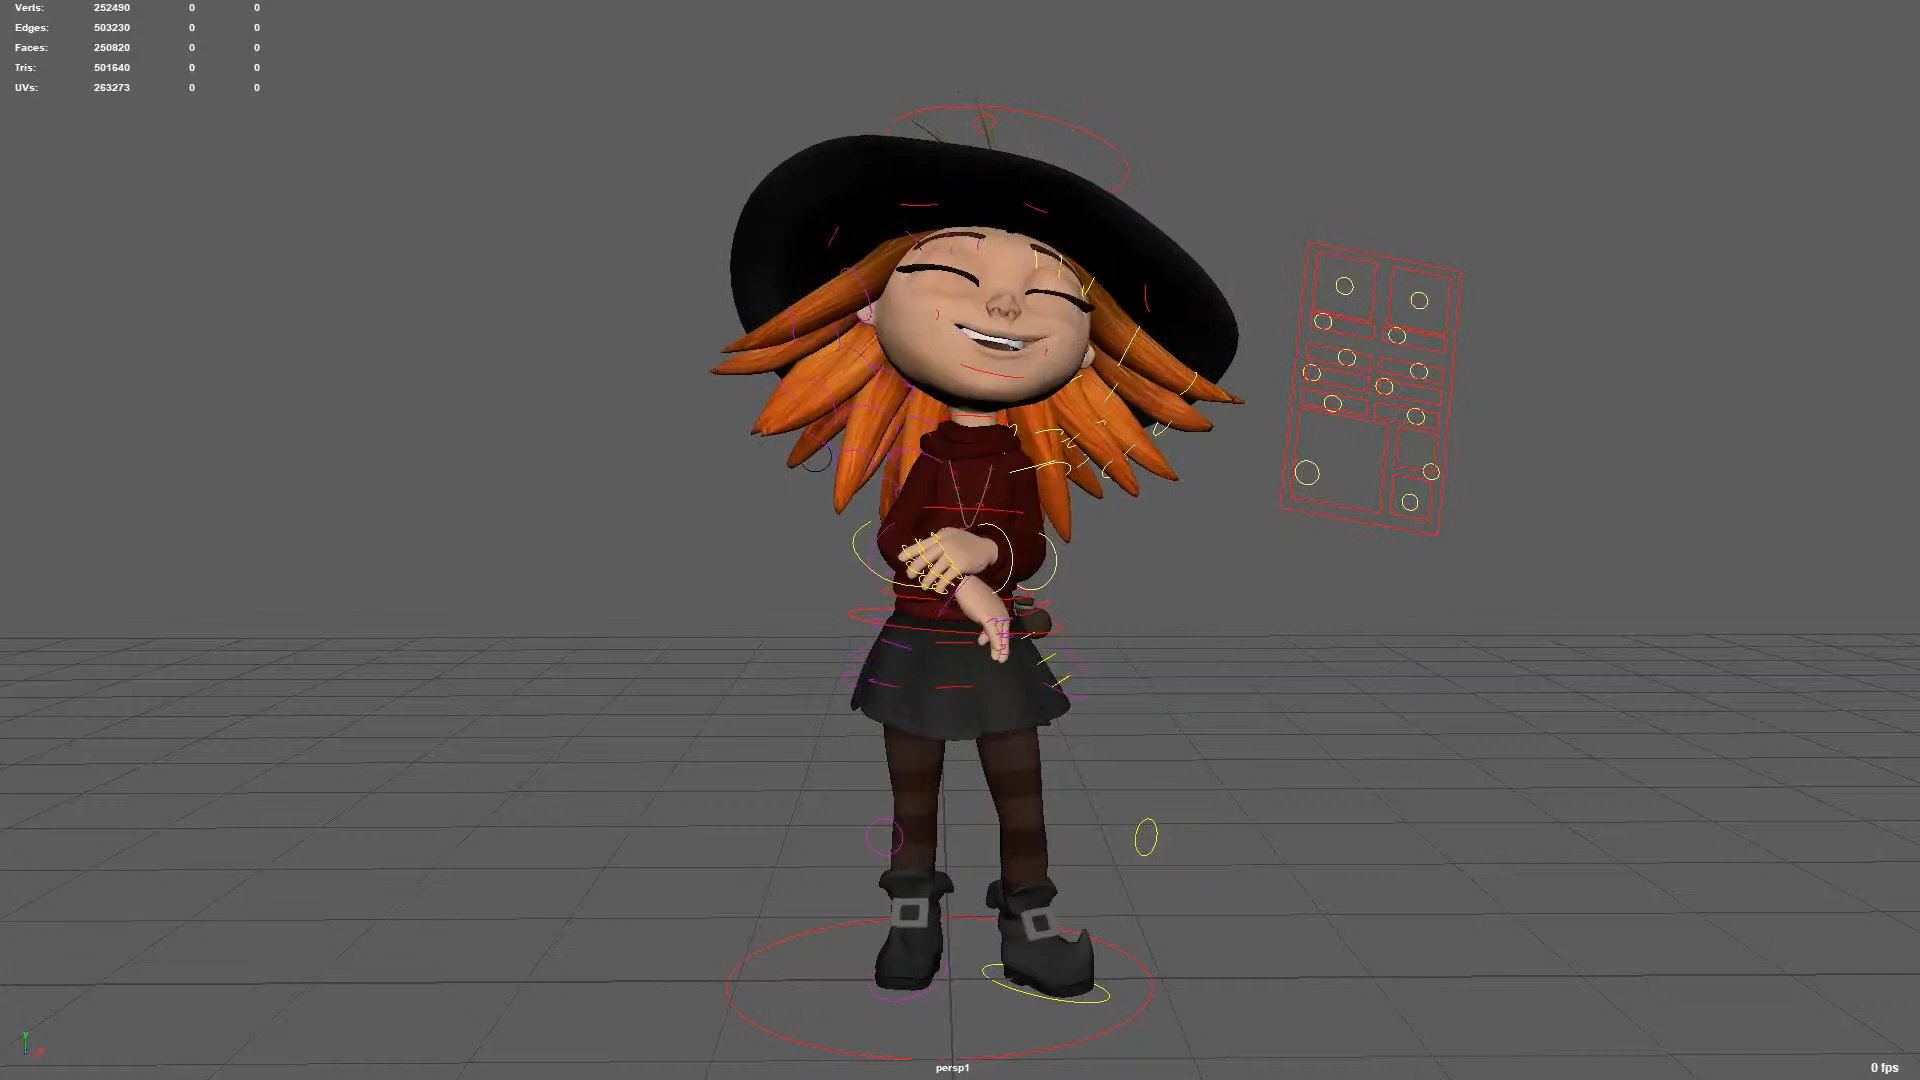 Verts: 252490 0 0
Edges: 503230 0 0
Faces: 250820 0 0
Tris: 501640 0 0
UVs: 263273 0 0
y
x
persp1
0 fps